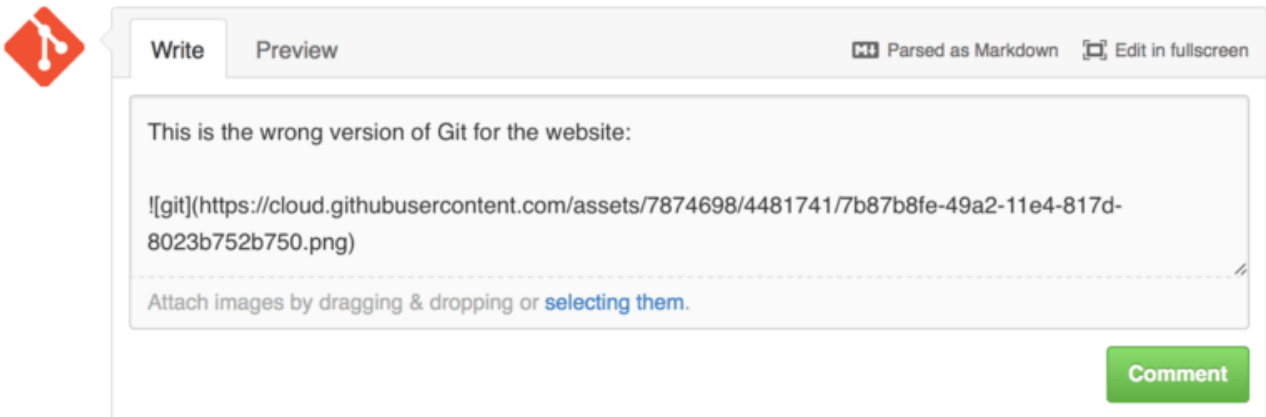 Write Preview Parsed as Markdown Edit in fullscreen
This is the wrong version of Git for the website:
![git](https://cloud.githubusercontent.com/assets/7874698/4481741/7b87b8fe-49a2-11e4-817d-
8023b752b750.png)
Attach images by dragging & dropping or selecting them.
Comment